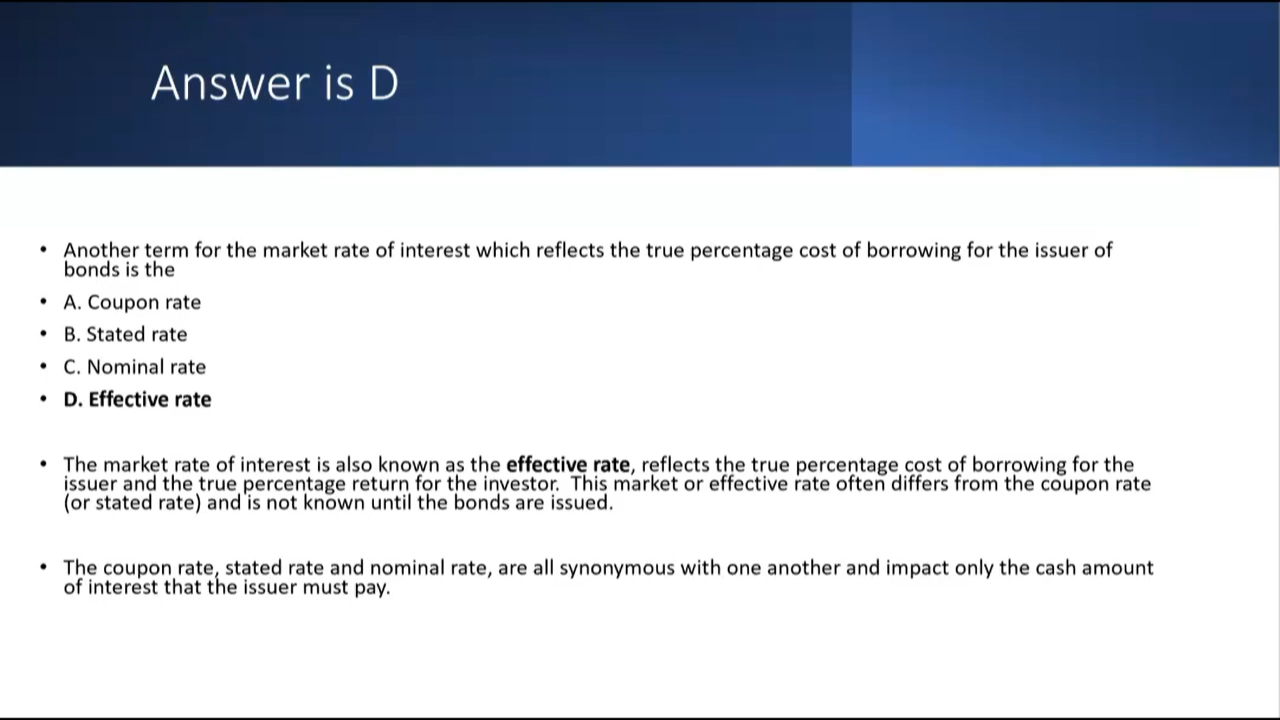 Answer is D
• Another term for the market rate of interest which reflects the true percentage cost of borrowing for the issuer of
bonds is the
• A. Coupon rate
• B. Stated rate
• C. Nominal rate
• D. Effective rate
• The market rate of interest is also known as the effective rate, reflects the true percentage cost of borrowing for the
issuer and the true percentage return for the investor.  This market or effective rate often differs from the coupon rate
(or stated rate) and is not known until the bonds are issued.
• The coupon rate, stated rate and nominal rate, are all synonymous with one another and impact only the cash amount
of interest that the issuer must pay.